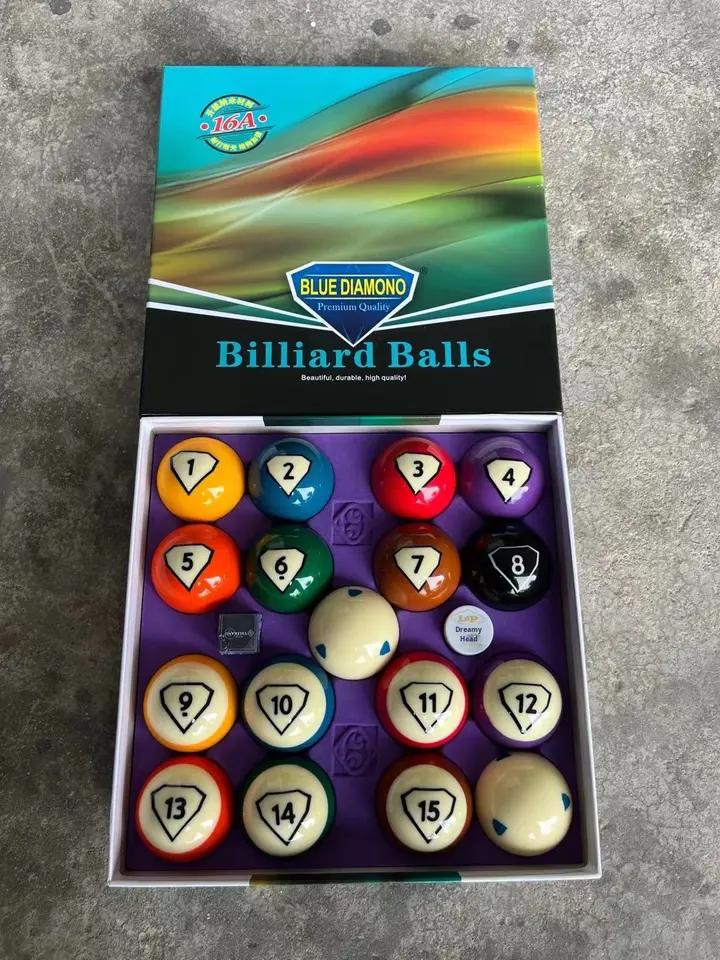 16A
BLUE DIAMONO
®
Premium Quality
Billiard Balls
Beautiful, durable, high quality!
1
2
3
4
5
6
7
8
Dreamy
Head
9
10
11
12
13
14
15